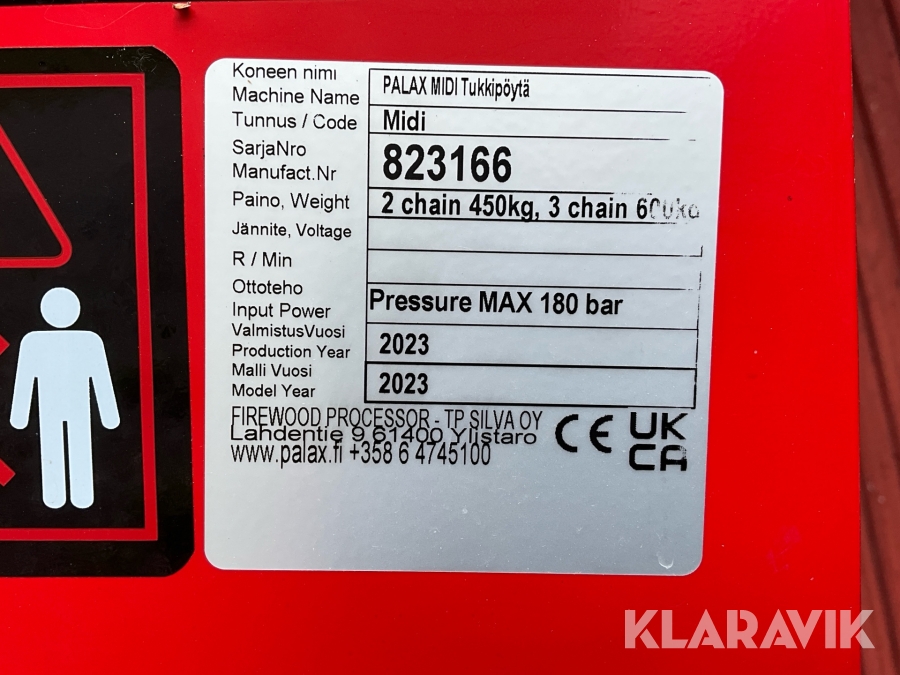 Koneen nimi
Machine Name
PALAX MIDI Tukkipöytä
Tunnus / Code
Midi
SarjaNro
Manufact.Nr
823166
Paino, Weight
2 chain 450kg, 3 chain 600kg
Jännite, Voltage
R / Min
Ottoteho
Input Power
Pressure MAX 180 bar
ValmistusVuosi
Production Year
2023
Malli Vuosi
Model Year
2023
FIREWOOD PROCESSOR - TP SILVA OY
Lahdentie 9 61400 Ylistaro
www.palax.fi +358 6 4745100
CE
UK
CA
KLARAVIK